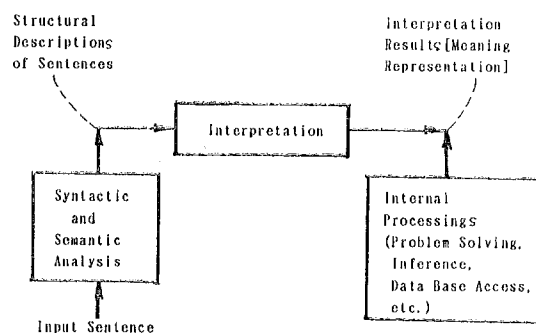 Structural
Descriptions
of Sentences
Interpretation
Results[Meaning
Representation]
Interpretation
Syntactic
and
Semantic
Analysis
Internal
Processings
(Problem Solving,
Inference,
Data Base Access,
etc.)
Input Sentence